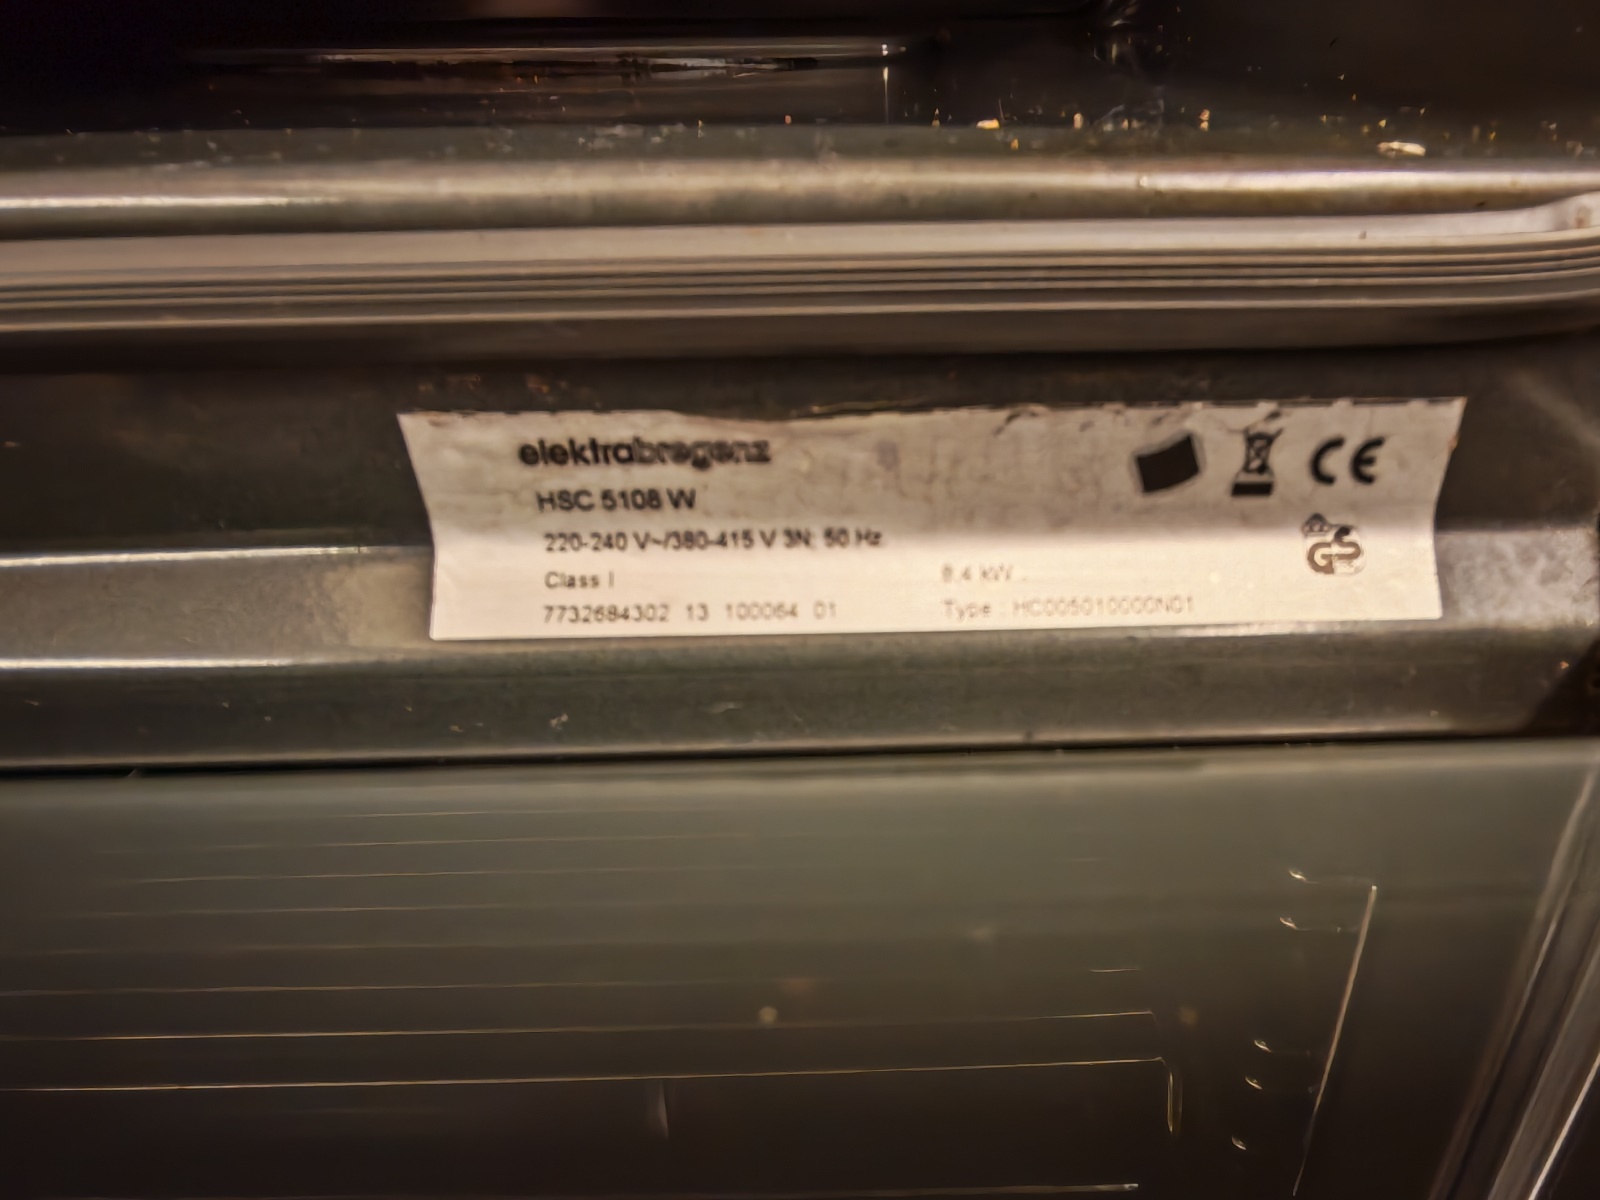 elektrabregenz
HSC 5108 W
220-240 V~/380-415 V 3N 50 Hz
Class I 8.4 kW
7732684302 13 100064 01 Type : HC005010000N01
CE
GS